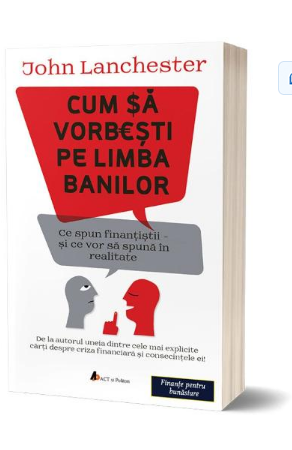 John Lanchester
CUM $Ă
VORB€ȘTI
PE LIMBA
BANILOR
Ce spun finanțiștii –
și ce vor să spună în
realitate
De la autorul uneia dintre cele mai explicite
cărți despre criza financiară și consecințele ei!
ACT și Politon
Finanțe pentru
bunăstare